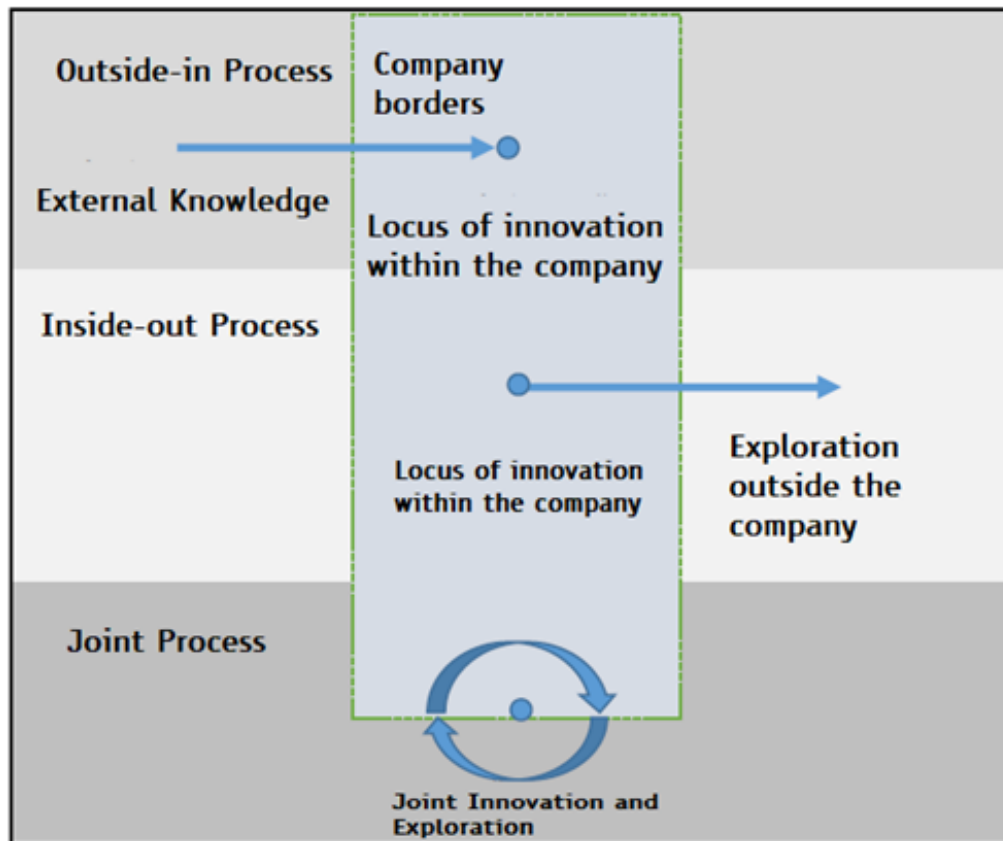 Outside-in Process
Company
borders
External Knowledge
Locus of innovation
within the company
Inside-out Process
Locus of innovation
within the company
Exploration
outside the
company
Joint Process
Joint Innovation and
Exploration